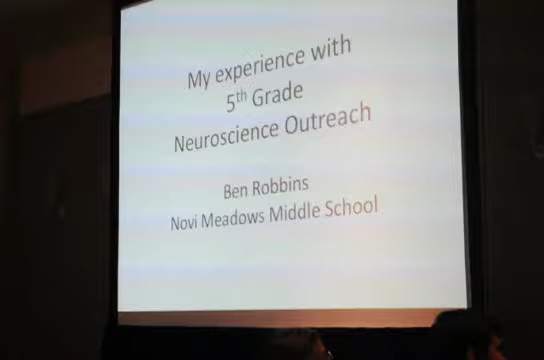 My experience with
5th Grade
Neuroscience Outreach
Ben Robbins
Novi Meadows Middle School